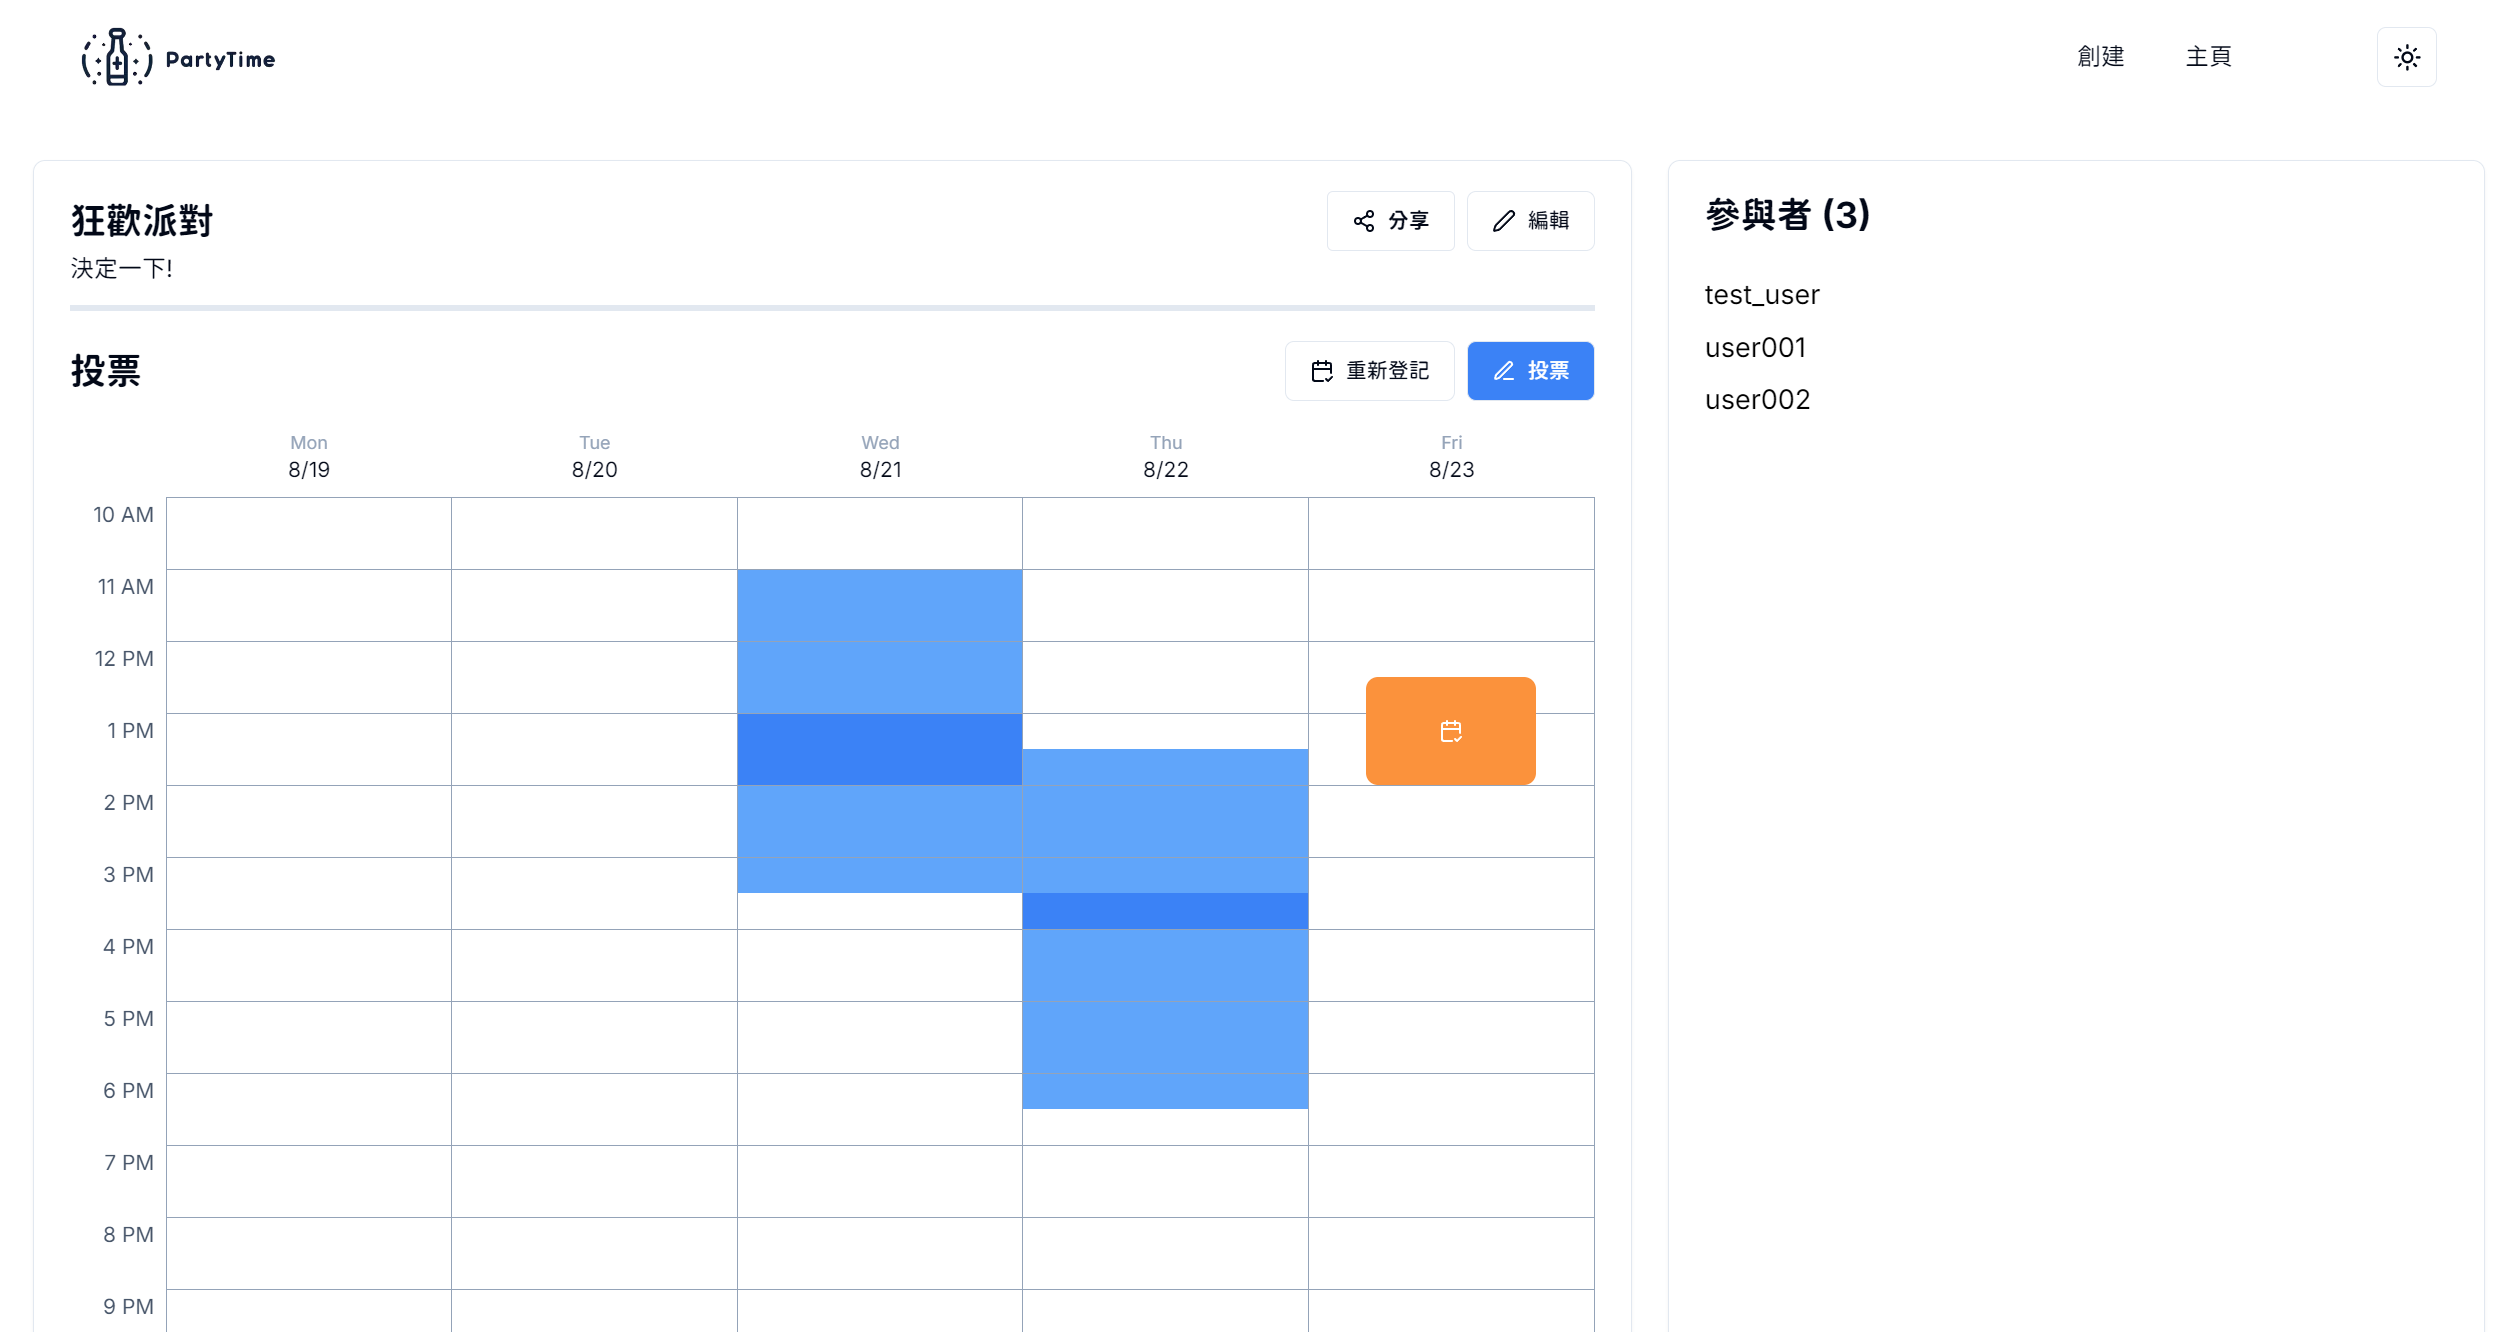 PartyTime
創建
主頁
狂歡派對
決定一下!
分享
編輯
投票
重新登記
投票
Mon
8/19
Tue
8/20
Wed
8/21
Thu
8/22
Fri
8/23
10 AM
11 AM
12 PM
1 PM
2 PM
3 PM
4 PM
5 PM
6 PM
7 PM
8 PM
9 PM
參與者 (3)
test_user
user001
user002